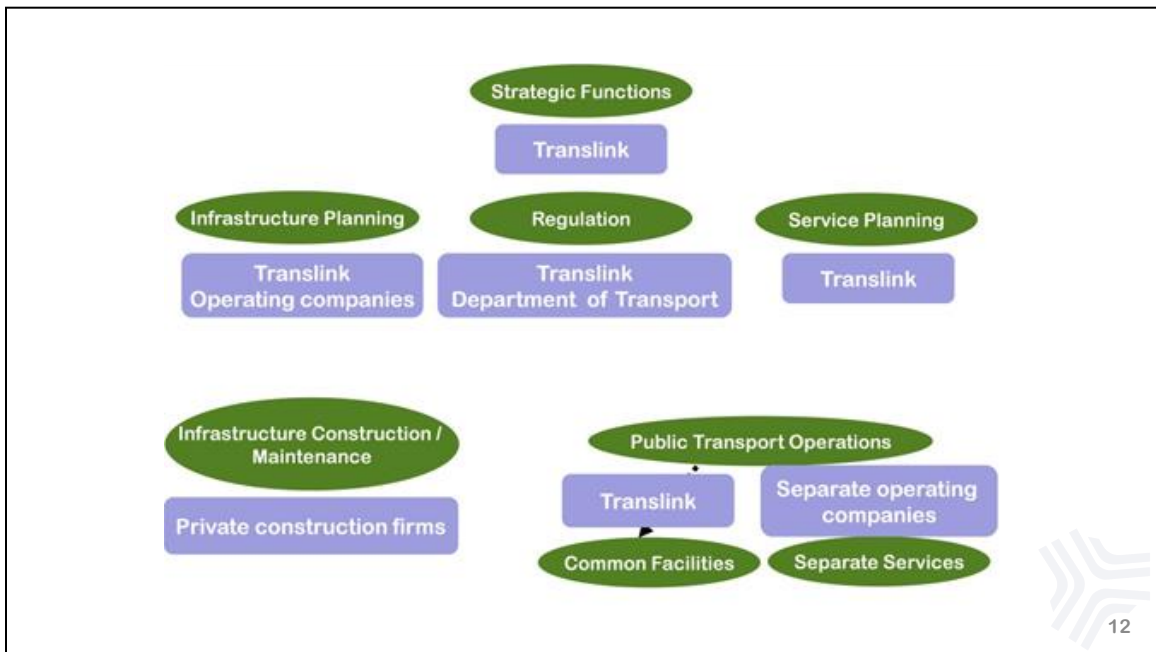 Strategic Functions
Translink
Infrastructure Planning
Translink
Operating companies
Regulation
Translink
Department of Transport
Service Planning
Translink
Infrastructure Construction /
Maintenance
Private construction firms
Public Transport Operations
Translink
Common Facilities
Separate operating
companies
Separate Services
12